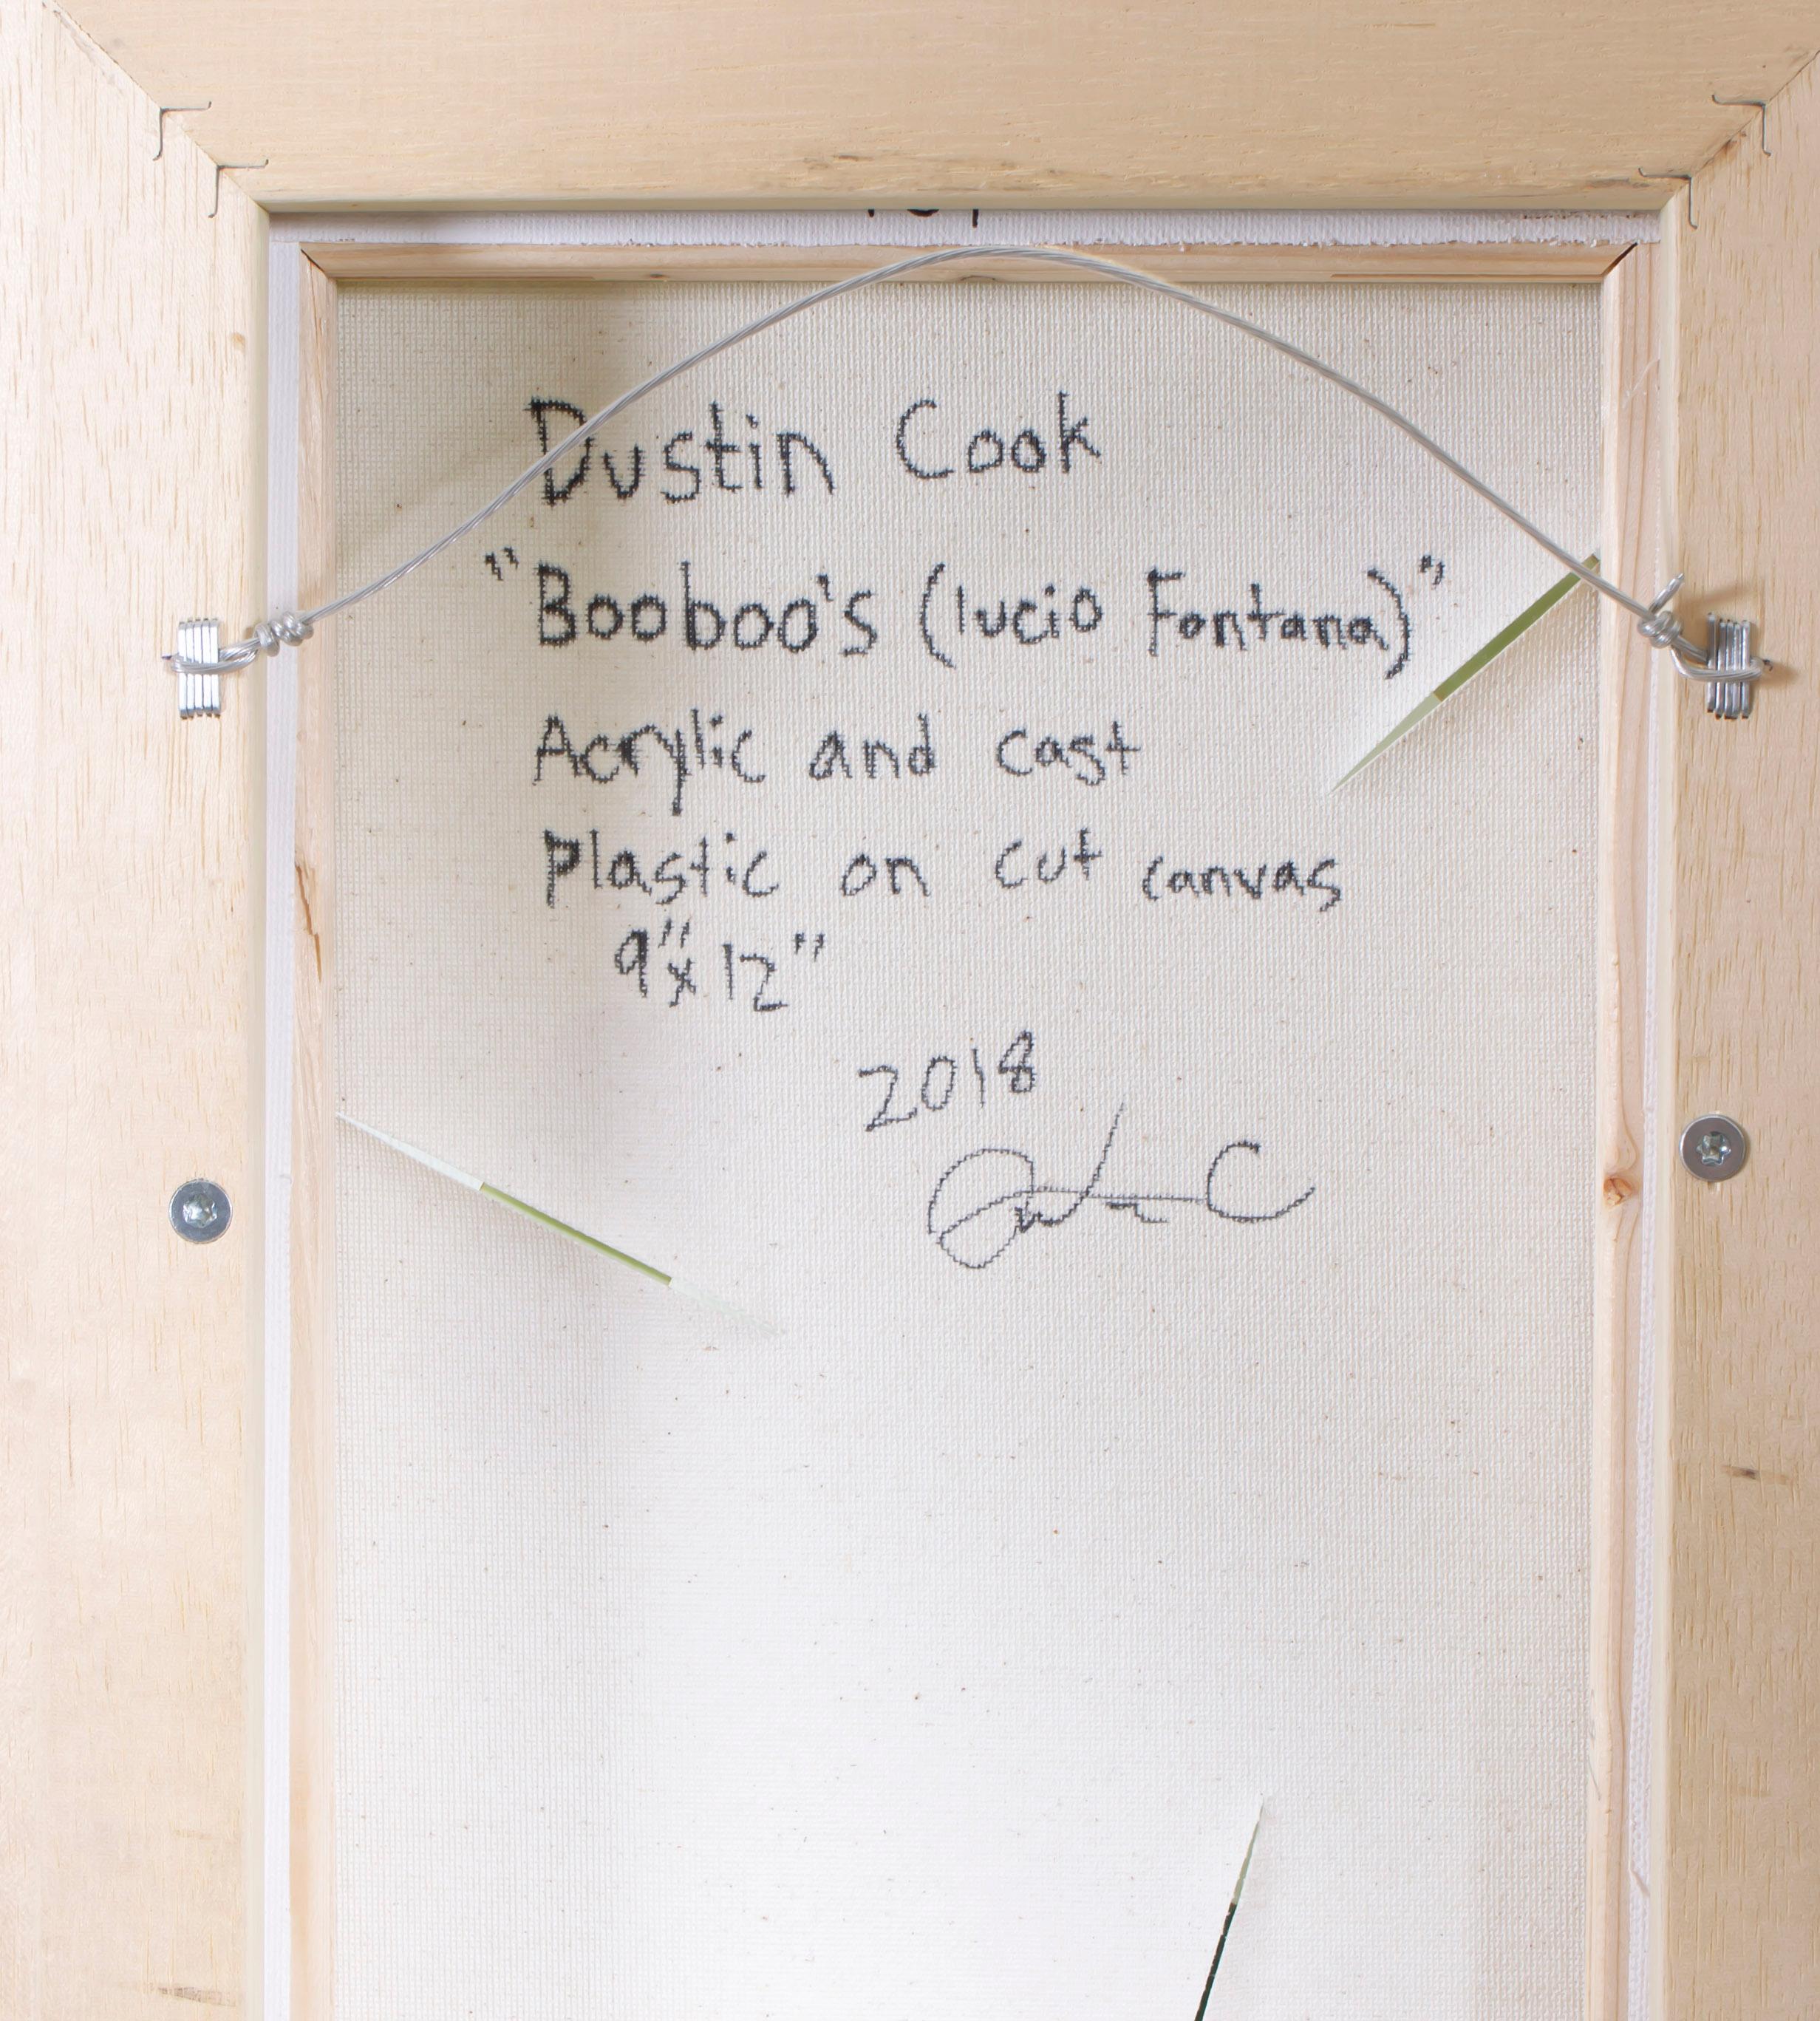 Dustin Cook
"Booboo's (lucio Fontana)"
Acrylic and cast
Plastic on cut canvas
9"x12"
2018